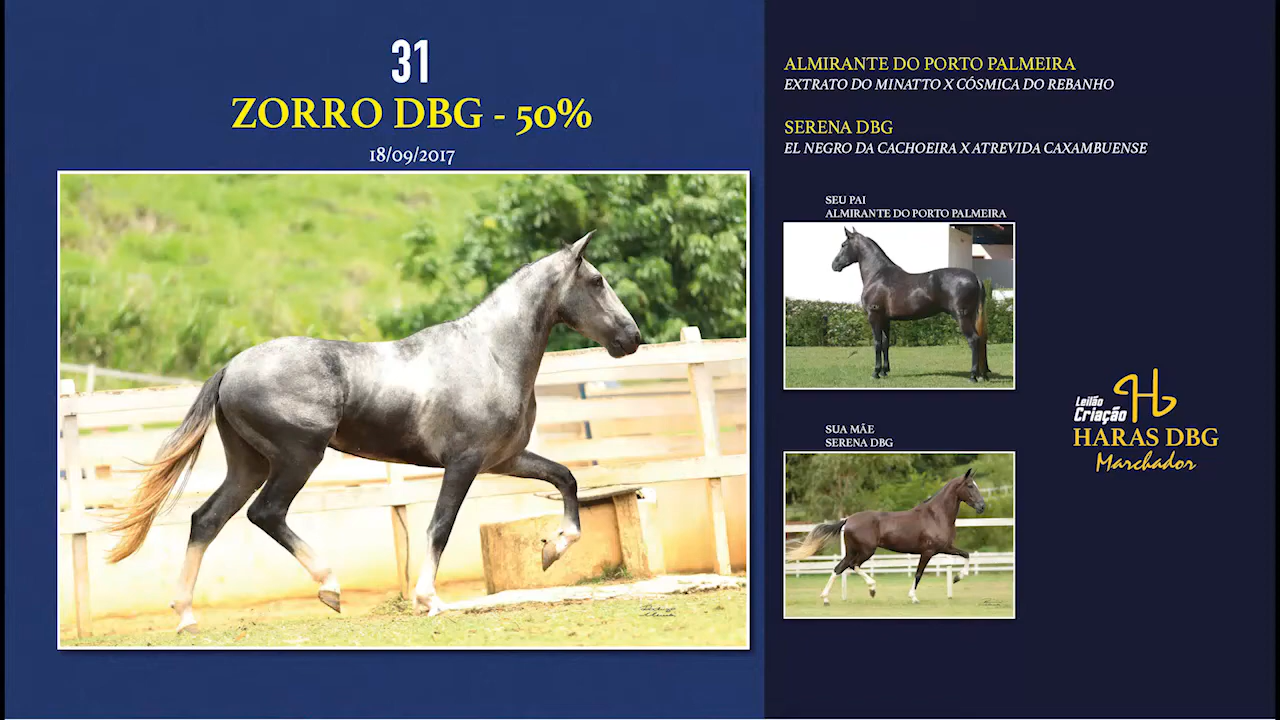 31
ZORRO DBG - 50%
18/09/2017
ALMIRANTE DO PORTO PALMEIRA
EXTRATO DO MINATTO X CÓSMICA DO REBANHO
SERENA DBG
EL NEGRO DA CACHOEIRA X ATREVIDA CAXAMBUENSE
SEU PAI
ALMIRANTE DO PORTO PALMEIRA
SUA MÃE
SERENA DBG
Leilão
Criação
HARAS DBG
Marchador